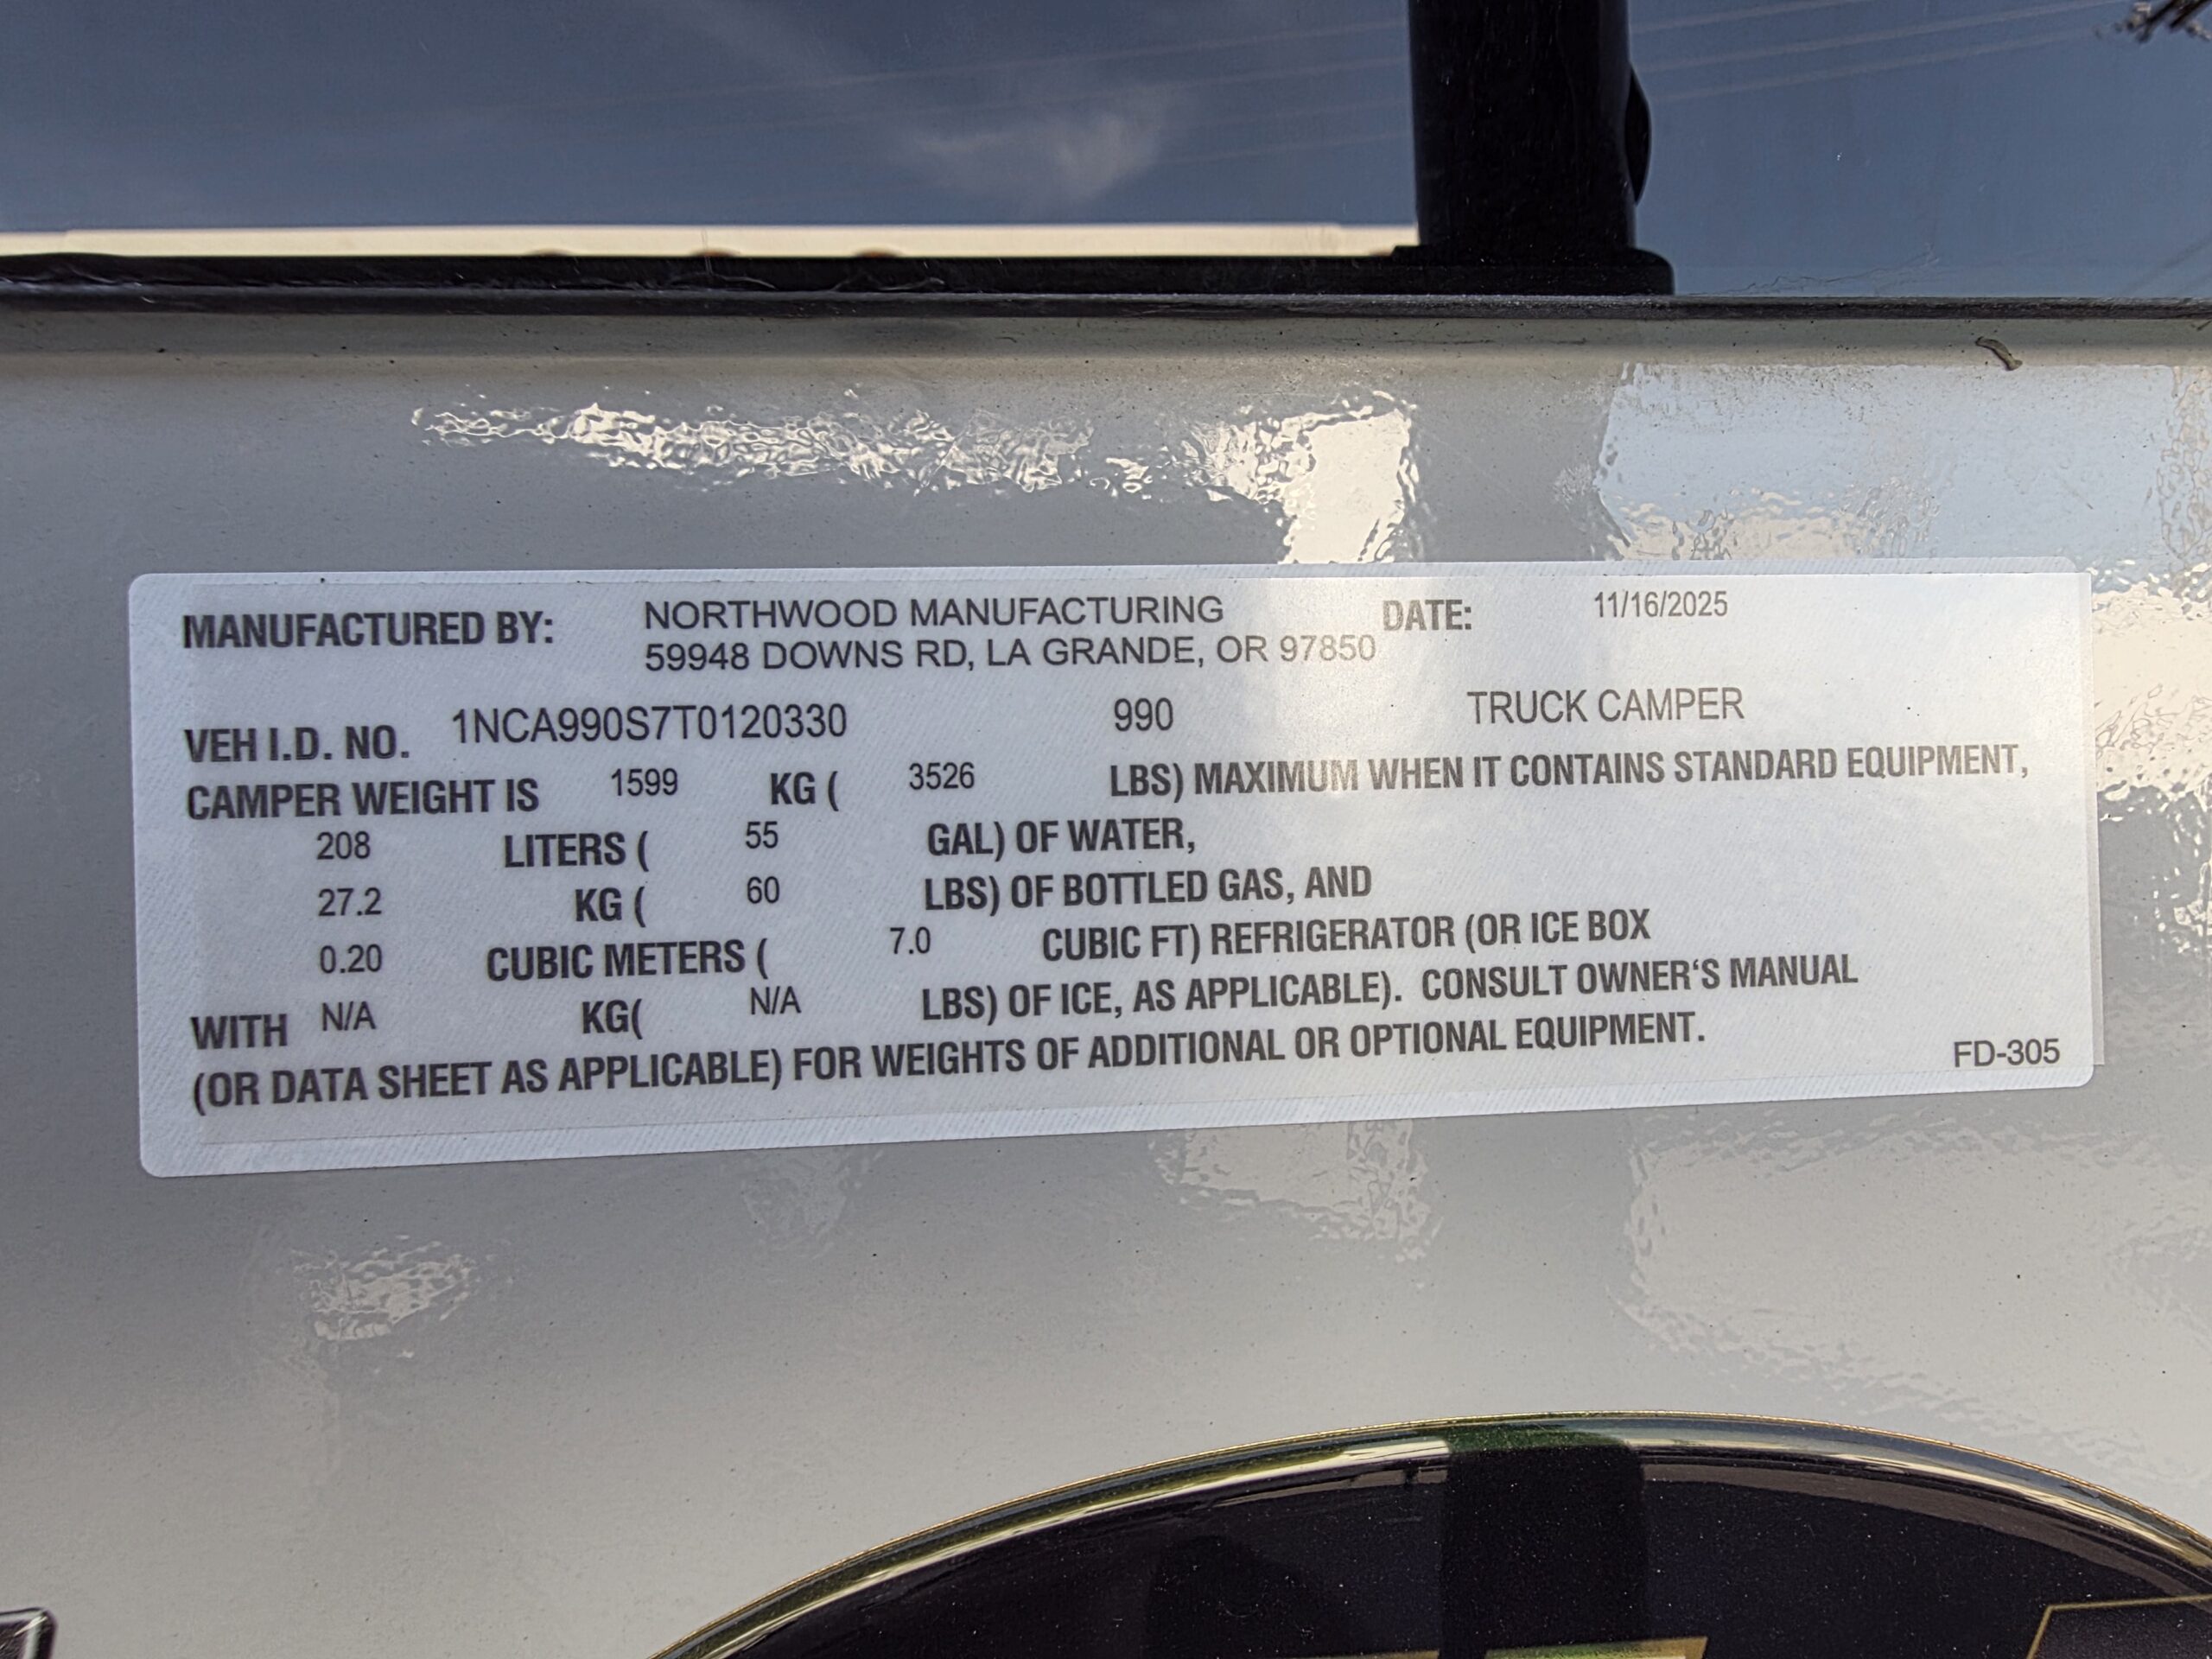 MANUFACTURED BY: NORTHWOOD MANUFACTURING DATE: 11/16/2025
59948 DOWNS RD, LA GRANDE, OR 97850
VEH I.D. NO. 1NCA990S7T0120330 990 TRUCK CAMPER
CAMPER WEIGHT IS 1599 KG ( 3526 LBS) MAXIMUM WHEN IT CONTAINS STANDARD EQUIPMENT,
208 LITERS ( 55 GAL) OF WATER,
27.2 KG ( 60 LBS) OF BOTTLED GAS, AND
0.20 CUBIC METERS ( 7.0 CUBIC FT) REFRIGERATOR (OR ICE BOX
WITH N/A KG( N/A LBS) OF ICE, AS APPLICABLE). CONSULT OWNER'S MANUAL
(OR DATA SHEET AS APPLICABLE) FOR WEIGHTS OF ADDITIONAL OR OPTIONAL EQUIPMENT.
FD-305